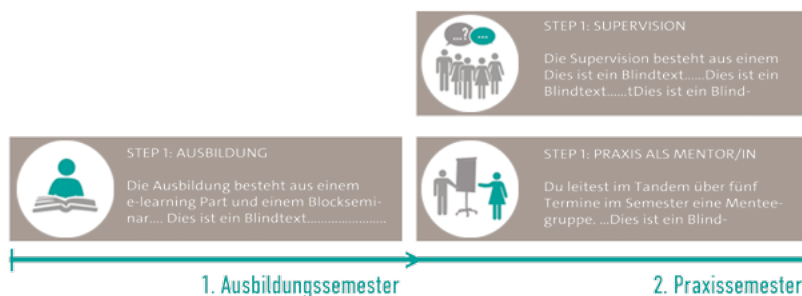 ...? ...
STEP 1: SUPERVISION
Die Supervision besteht aus einem
Dies ist ein Blindtext......Dies ist ein
Blindtext......tDies ist ein Blind-
STEP 1: AUSBILDUNG
Die Ausbildung besteht aus einem
e-learning Part und einem Blocksemi-
nar.... Dies ist ein Blindtext......................
STEP 1: PRAXIS ALS MENTOR/IN
Du leitest im Tandem über fünf
Termine im Semester eine Mentee-
gruppe. ...Dies ist ein Blind-
1. Ausbildungssemester
2. Praxissemester